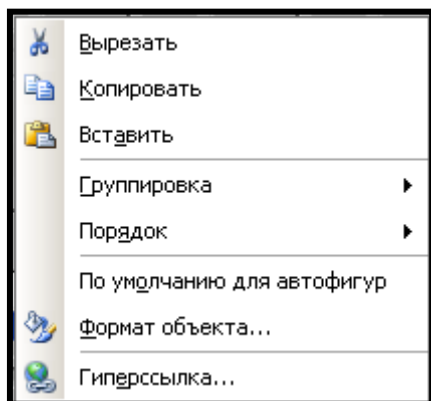 Вырезать
Копировать
Вставить
Группировка
Порядок
По умолчанию для автофигур
Формат объекта...
Гиперссылка...